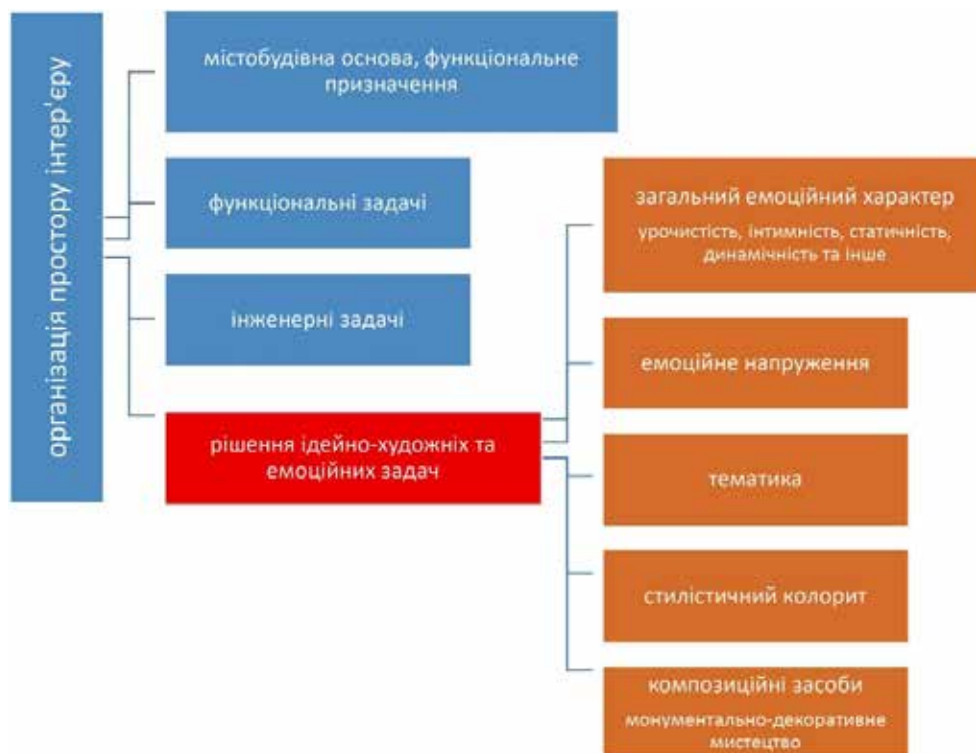 організація простору інтер'єру
містобудівна основа, функціональне
призначення
функціональні задачі
інженерні задачі
рішення ідейно-художніх та
емоційних задач
загальний емоційний характер
урочистість, інтимність, статичність,
динамічність та інше
емоційне напруження
тематика
стилістичний колорит
композиційні засоби
монументально-декоративне
мистецтво